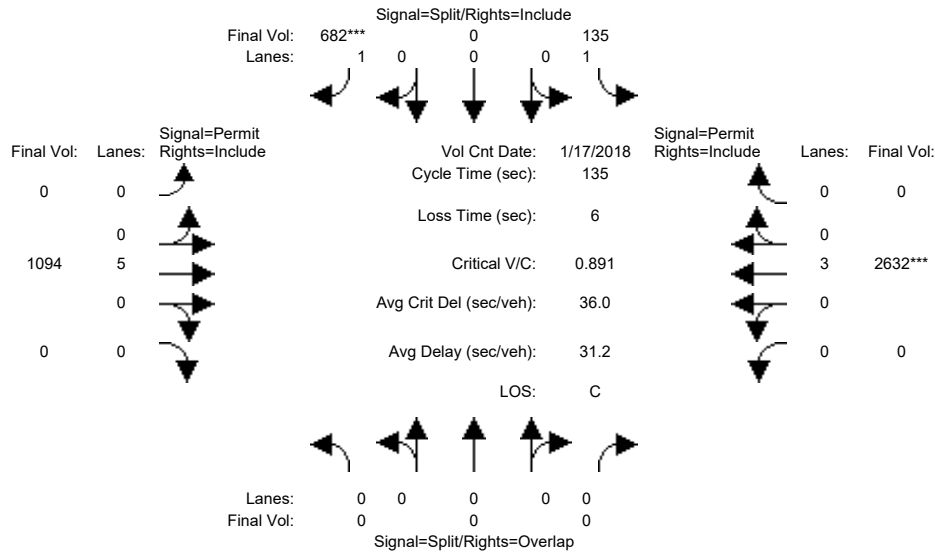 Signal=Split/Rights=Include
Final Vol: 682*** 0 135
Lanes: 1 0 0 0 1
Signal=Permit
Final Vol: Lanes: Rights=Include
Vol Cnt Date: 1/17/2018
Signal=Permit
Rights=Include Lanes: Final Vol:
Cycle Time (sec): 135
0 0
0 0
Loss Time (sec): 6
0
0
1094 5
Critical V/C: 0.891
3 2632***
0
Avg Crit Del (sec/veh): 36.0
0
0 0
Avg Delay (sec/veh): 31.2
0 0
LOS: C
Lanes: 0 0 0 0 0
Final Vol: 0 0 0
Signal=Split/Rights=Overlap